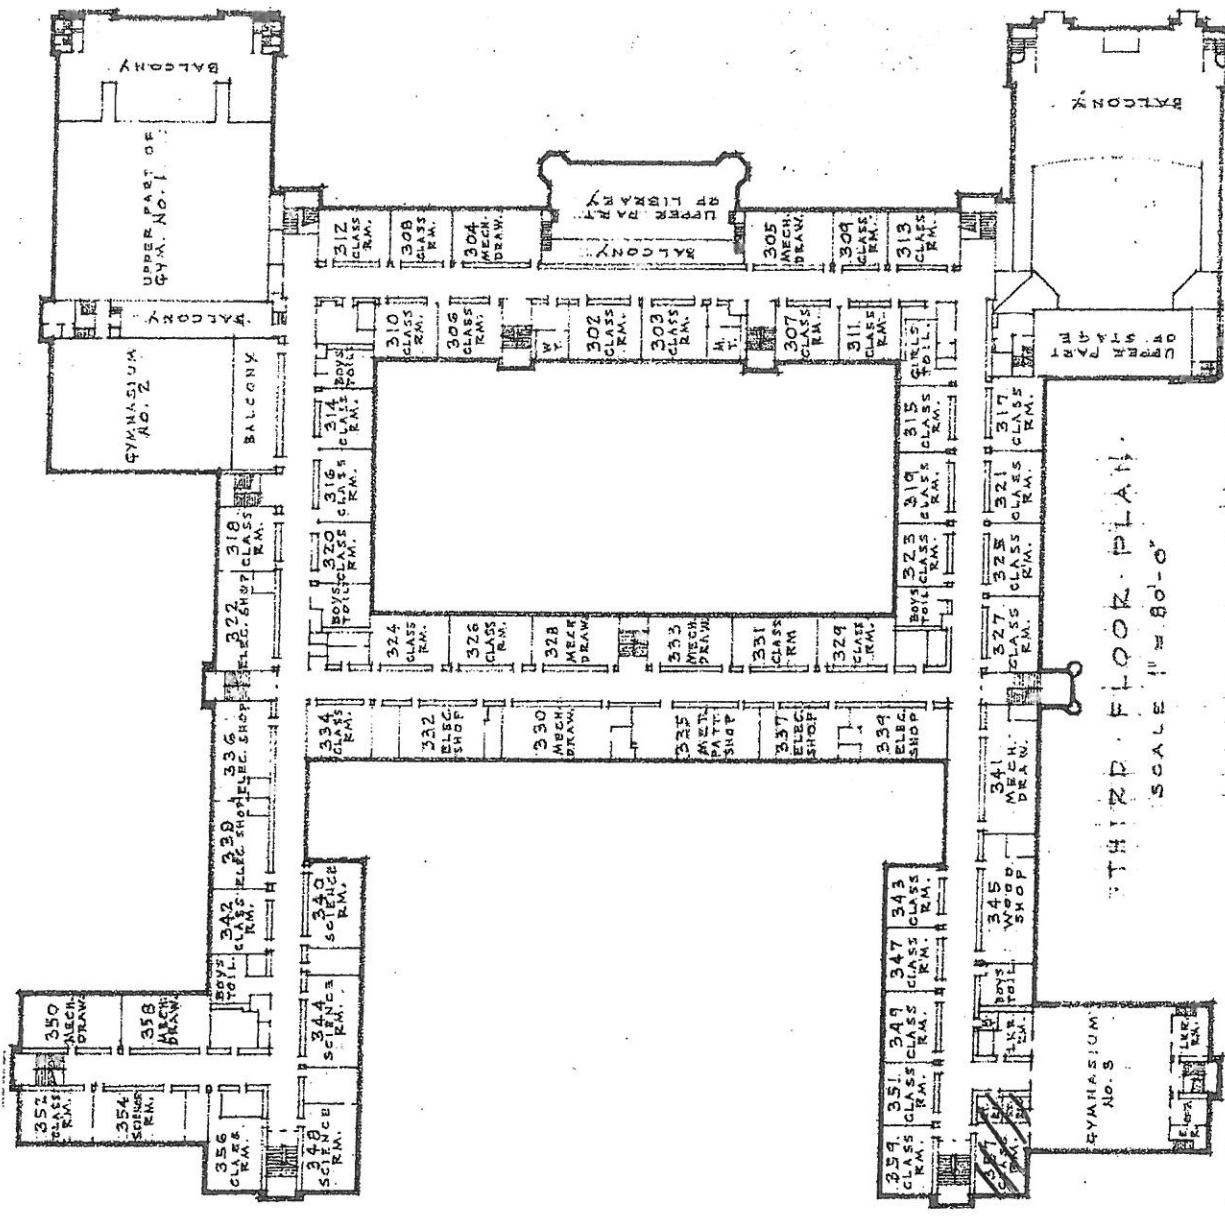 BALCONY
UPPER PART OF
GYM. NO. 1
BALCONY
GYMNASIUM
NO. 2
BALCONY
312
CLASS
RM.
308
CLASS
RM.
304
MECH.
DRAW.
UPPER PART
OF LIBRARY
BALCONY
305
MECH.
DRAW.
309
CLASS
RM.
313
CLASS
RM.
BALCONY
UPPER PART
OF STAGE
310
CLASS
RM.
306
CLASS
RM.
W.
T.
302
CLASS
RM.
303
CLASS
RM.
M.
T.
307
CLASS
RM.
311
CLASS
RM.
GIRLS
TOIL.
BOYS
TOIL.
314
CLASS
RM.
316
CLASS
RM.
320
CLASS
RM.
BOYS
TOIL.
318
CLASS
RM.
322
ELEC. SHOP
336
ELEC. SHOP
338
ELEC. SHOP
342
CLASS
RM.
BOYS
TOIL.
315
CLASS
RM.
319
CLASS
RM.
323
CLASS
RM.
BOYS
TOIL.
317
CLASS
RM.
321
CLASS
RM.
325
CLASS
R'M.
327
CLASS
RM.
324
CLASS
RM.
326
CLASS
RM.
328
MECH.
DRAW.
333
MECH.
DRAW.
331
CLASS
RM
329
CLASS
RM.
334
CLASS
RM.
332
ELEC.
SHOP
330
MECH.
DRAW.
335
MET.
PATT.
SHOP
337
ELEC.
SHOP
339
ELEC.
SHOP
341
MECH.
DRAW.
345
WOOD
SHOP
BOYS
TOIL.
340
SCIENCE
RM.
344
SCIENCE
RM.
348
SCIENCE
RM.
350
MECH.
DRAW.
358
MECH.
DRAW.
352
CLASS
RM.
354
SCIENCE
RM.
356
CLASS
RM.
343
CLASS
RM.
347
CLASS
R'M.
349
CLASS
RM.
351
CLASS
RM.
359
CLASS
RM.
357
CLASS
RM.
LKR.
RM.
GYMNASIUM
NO. 3
LKR.
RM.
THIRD · FLOOR · PLAN.
SCALE 1" = 80'-0"